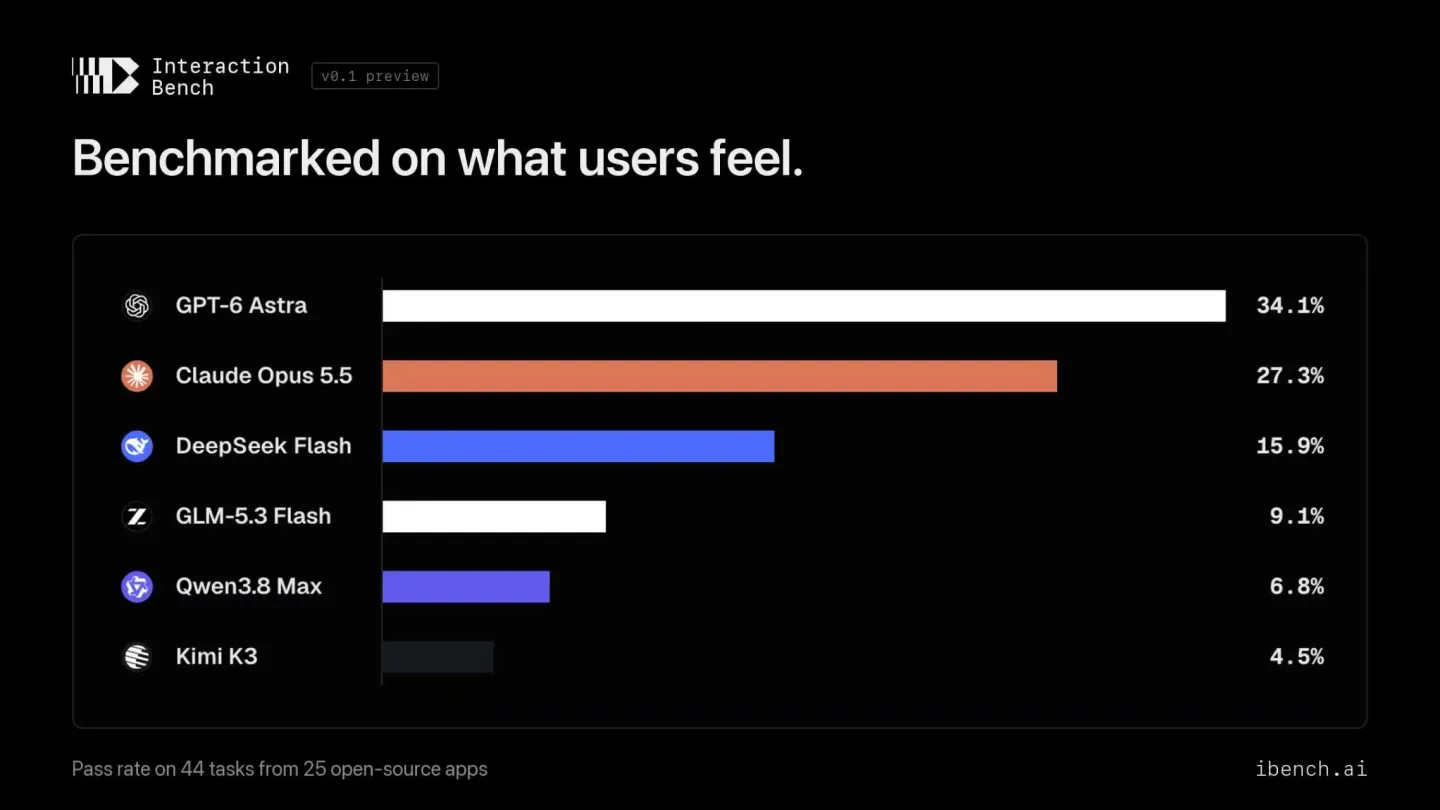 Interaction
Bench
v0.1 preview
Benchmarked on what users feel.
GPT-6 Astra 34.1%
Claude Opus 5.5 27.3%
DeepSeek Flash 15.9%
GLM-5.3 Flash 9.1%
Qwen3.8 Max 6.8%
Kimi K3 4.5%
Pass rate on 44 tasks from 25 open-source apps
ibench.ai